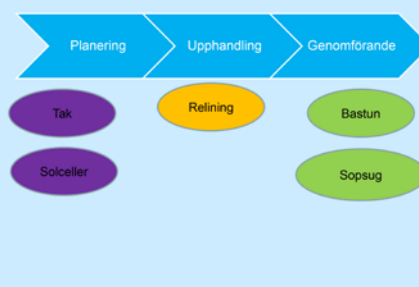 Planering
Upphandling
Genomförande
Tak
Relining
Bastun
Solceller
Sopsug